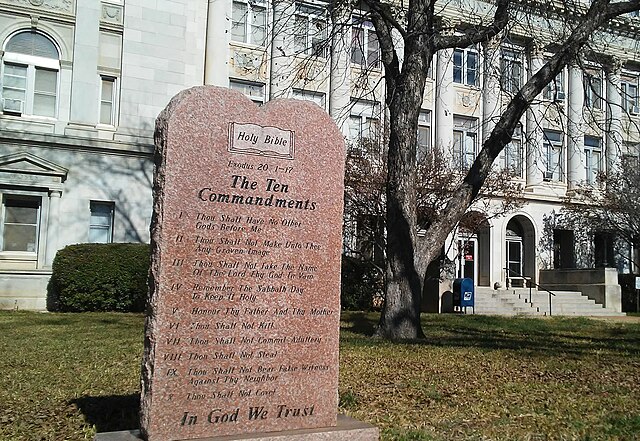 Holy Bible
Exodus 20:1-17
The Ten
Commandments
I Thou Shalt Have No Other
Gods Before Me
II Thou Shalt Not Make Unto Thee
Any Graven Image
III Thou Shalt Not Take The Name
Of The Lord Thy God In Vain
IV Remember The Sabbath Day
To Keep It Holy
V Honour Thy Father And Thy Mother
VI Thou Shalt Not Kill
VII Thou Shalt Not Commit Adultery
VIII Thou Shalt Not Steal
IX Thou Shalt Not Bear False Witness
Against Thy Neighbor
X Thou Shalt Not Covet
In God We Trust